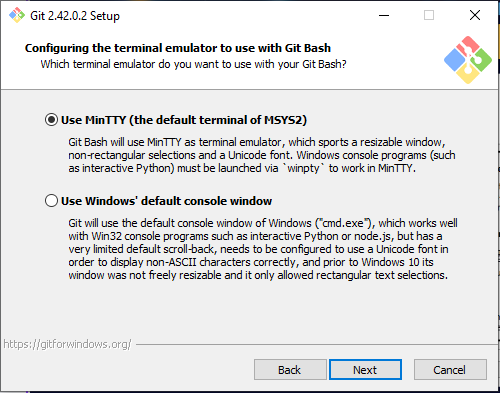 Git 2.42.0.2 Setup
Configuring the terminal emulator to use with Git Bash
Which terminal emulator do you want to use with your Git Bash?
Use MinTTY (the default terminal of MSYS2)
Git Bash will use MinTTY as terminal emulator, which sports a resizable window,
non-rectangular selections and a Unicode font. Windows console programs (such
as interactive Python) must be launched via `winpty` to work in MinTTY.
Use Windows' default console window
Git will use the default console window of Windows ("cmd.exe"), which works well
with Win32 console programs such as interactive Python or node.js, but has a
very limited default scroll-back, needs to be configured to use a Unicode font in
order to display non-ASCII characters correctly, and prior to Windows 10 its
window was not freely resizable and it only allowed rectangular text selections.
https://gitforwindows.org/
Back
Next
Cancel